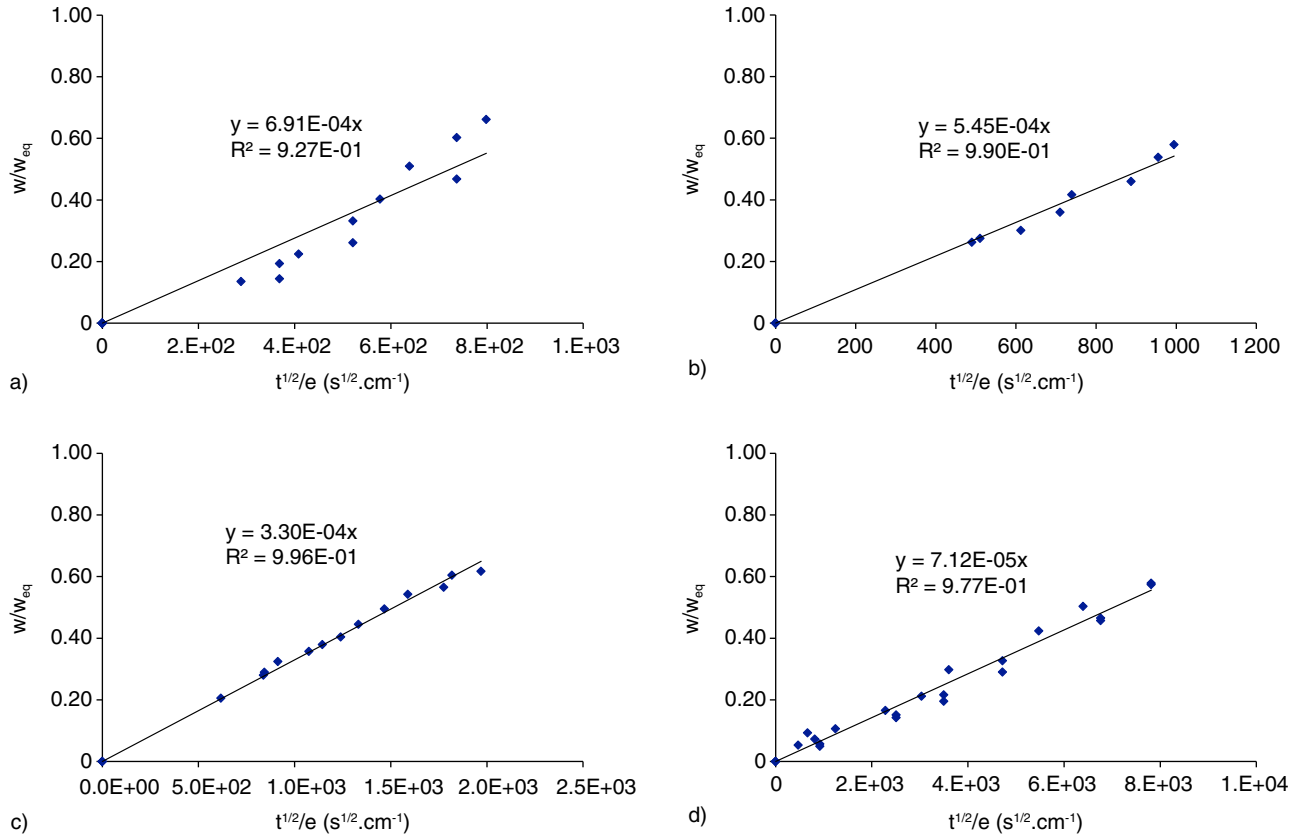 1.00
0.80
0.60
0.40
0.20
0
w/w_eq
y = 6.91E-04x
R² = 9.27E-01
0 2.E+02 4.E+02 6.E+02 8.E+02 1.E+03
t^1/2/e (s^1/2.cm^-1)
a)
1.00
0.80
0.60
0.40
0.20
0
w/w_eq
y = 5.45E-04x
R² = 9.90E-01
0 200 400 600 800 1 000 1 200
t^1/2/e (s^1/2.cm^-1)
b)
1.00
0.80
0.60
0.40
0.20
0
w/w_eq
y = 3.30E-04x
R² = 9.96E-01
0.0E+00 5.0E+02 1.0E+03 1.5E+03 2.0E+03 2.5E+03
t^1/2/e (s^1/2.cm^-1)
c)
1.00
0.80
0.60
0.40
0.20
0
w/w_eq
y = 7.12E-05x
R² = 9.77E-01
0 2.E+03 4.E+03 6.E+03 8.E+03 1.E+04
t^1/2/e (s^1/2.cm^-1)
d)